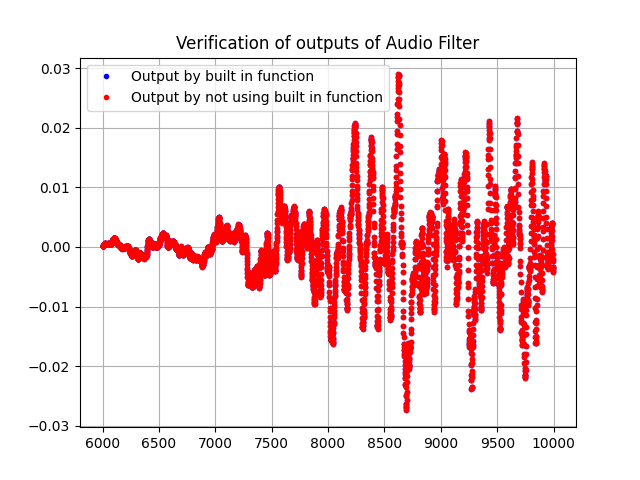 Verification of outputs of Audio Filter
Output by built in function
Output by not using built in function
0.03
0.02
0.01
0.00
−0.01
−0.02
−0.03
6000 6500 7000 7500 8000 8500 9000 9500 10000